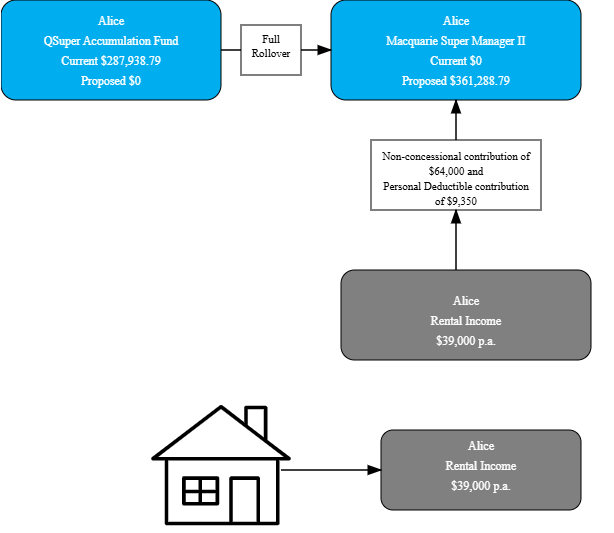 Alice
QSuper Accumulation Fund
Current $287,938.79
Proposed $0
Full
Rollover
Alice
Macquarie Super Manager II
Current $0
Proposed $361,288.79
Non-concessional contribution of
$64,000 and
Personal Deductible contribution
of $9,350
Alice
Rental Income
$39,000 p.a.
Alice
Rental Income
$39,000 p.a.